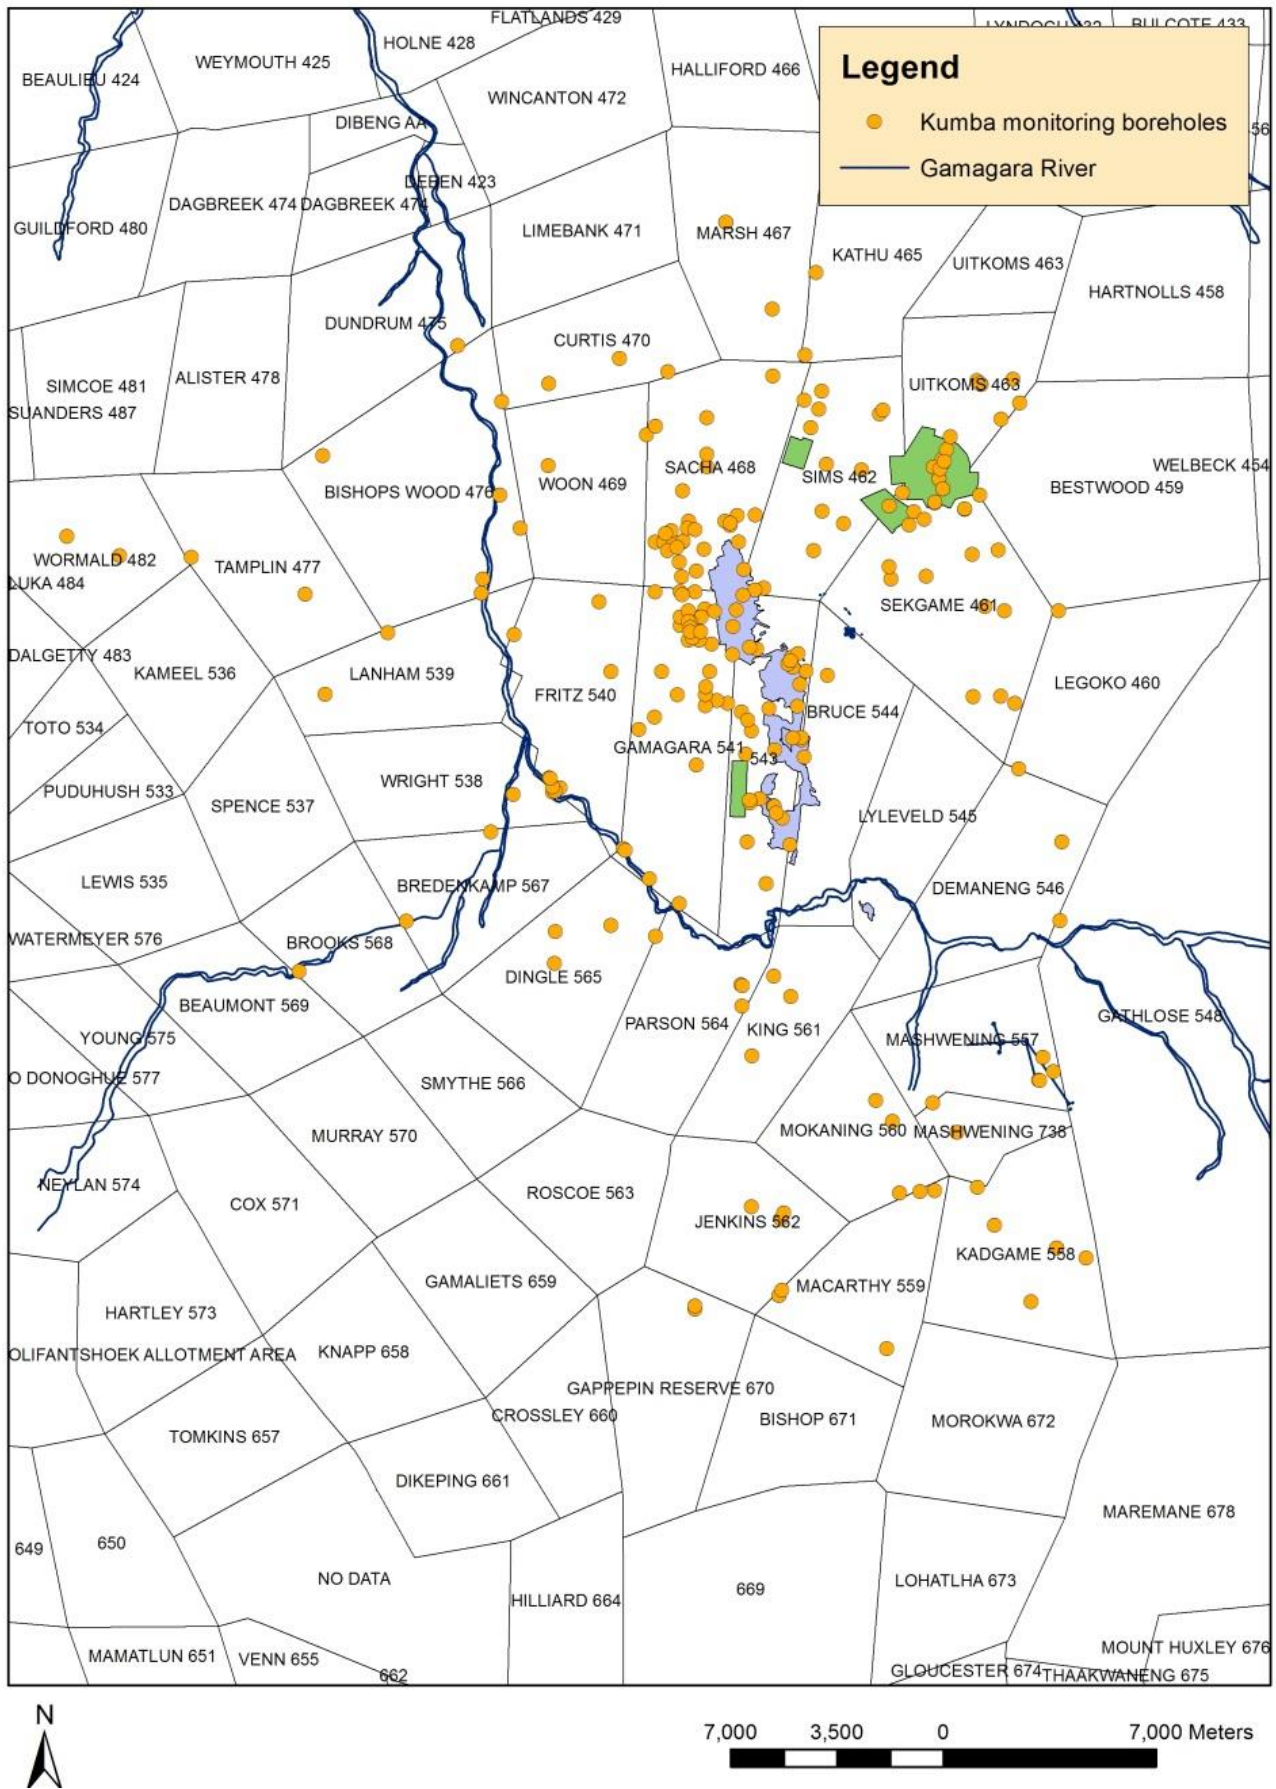 FLATLANDS 429
BULCOTE 433
HOLNE 428
WEYMOUTH 425
BEAULIEU 424
HALLIFORD 466
Legend
WINCANTON 472
Kumba monitoring boreholes
DIBENG AA
56
Gamagara River
DEBEN 423
DAGBREEK 474
DAGBREEK 474
GUILDFORD 480
LIMEBANK 471
MARSH 467
KATHU 465
UITKOMS 463
HARTNOLLS 458
DUNDRUM 475
CURTIS 470
ALISTER 478
SIMCOE 481
UITKOMS 463
SUANDERS 487
WELBECK 454
SACHA 468
SIMS 462
WOON 469
BESTWOOD 459
BISHOPS WOOD 476
WORMALD 482
TAMPLIN 477
LUKA 484
SEKGAME 461
DALGETTY 483
KAMEEL 536
LANHAM 539
LEGOKO 460
FRITZ 540
BRUCE 544
TOTO 534
GAMAGARA 541
543
WRIGHT 538
PUDUHUSH 533
SPENCE 537
LYLEVELD 545
LEWIS 535
BREDENKAMP 567
DEMANENG 546
WATERMEYER 576
BROOKS 568
DINGLE 565
BEAUMONT 569
GATHLOSE 548
PARSON 564
KING 561
YOUNG 575
MASHWENING 557
O DONOGHUE 577
SMYTHE 566
MURRAY 570
MOKANING 560
MASHWENING 738
NEYLAN 574
ROSCOE 563
COX 571
JENKINS 562
KADGAME 558
GAMALIETS 659
MACARTHY 559
HARTLEY 573
OLIFANTSHOEK ALLOTMENT AREA
KNAPP 658
GAPPEPIN RESERVE 670
CROSSLEY 660
BISHOP 671
MOROKWA 672
TOMKINS 657
DIKEPING 661
MAREMANE 678
649
650
NO DATA
669
LOHATLHA 673
HILLIARD 664
MAMATLUN 651
VENN 655
MOUNT HUXLEY 676
662
GLOUCESTER 674
THAAKWANENG 675
N
7,000 3,500 0 7,000 Meters